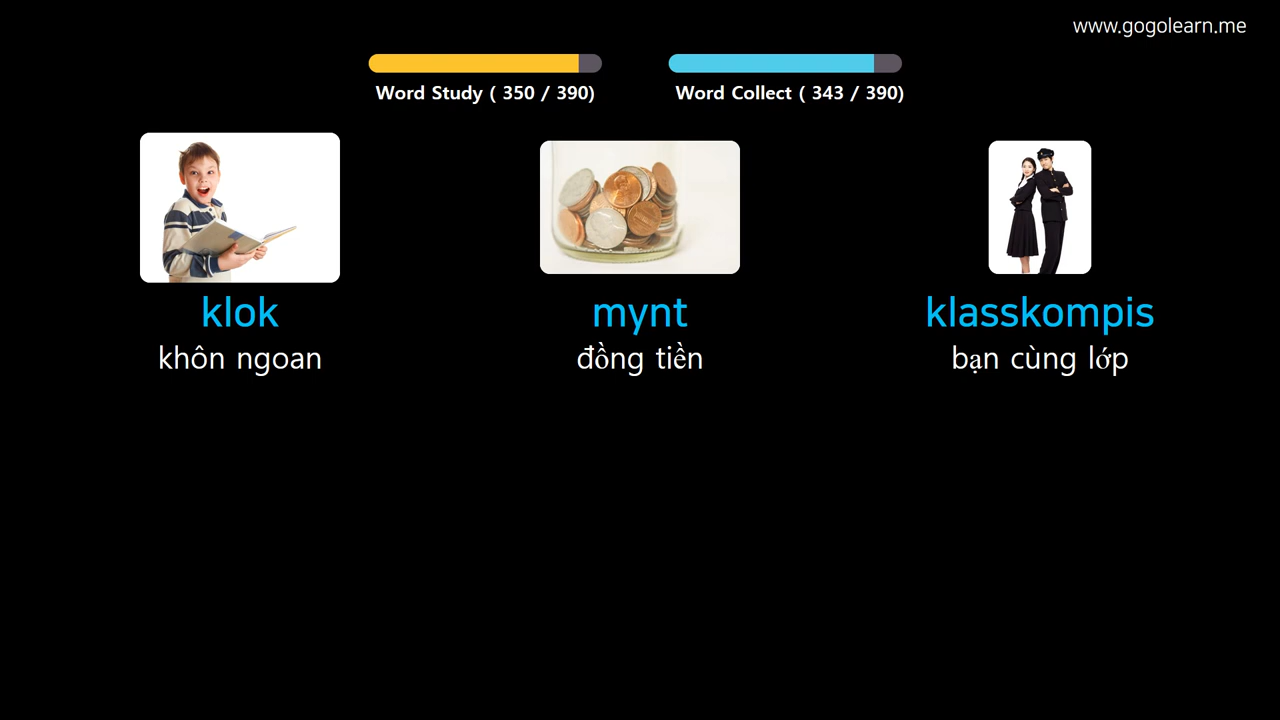 www.gogolearn.me
Word Study ( 350 / 390)
Word Collect ( 343 / 390)
klok
mynt
klasskompis
khôn ngoan
đồng tiền
bạn cùng lớp